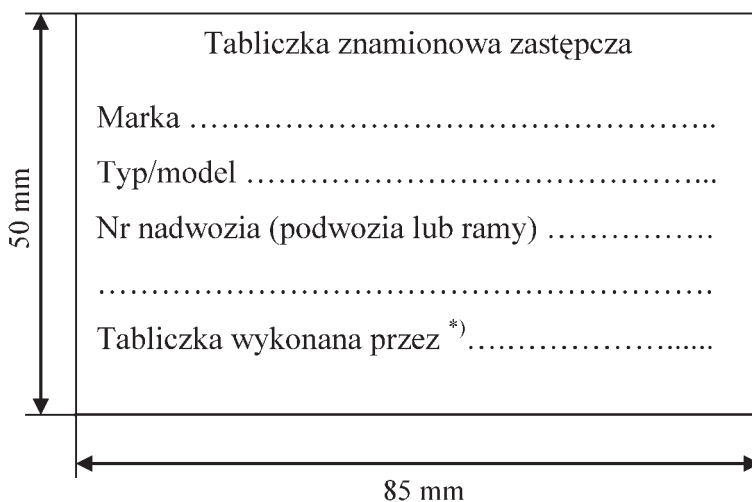 Tabliczka znamionowa zastępcza
Marka …………………………………………………..
Typ/model ……………………………………………...
Nr nadwozia (podwozia lub ramy) ………………
……………………………………………………………
Tabliczka wykonana przez *)…..………………......
50 mm
85 mm